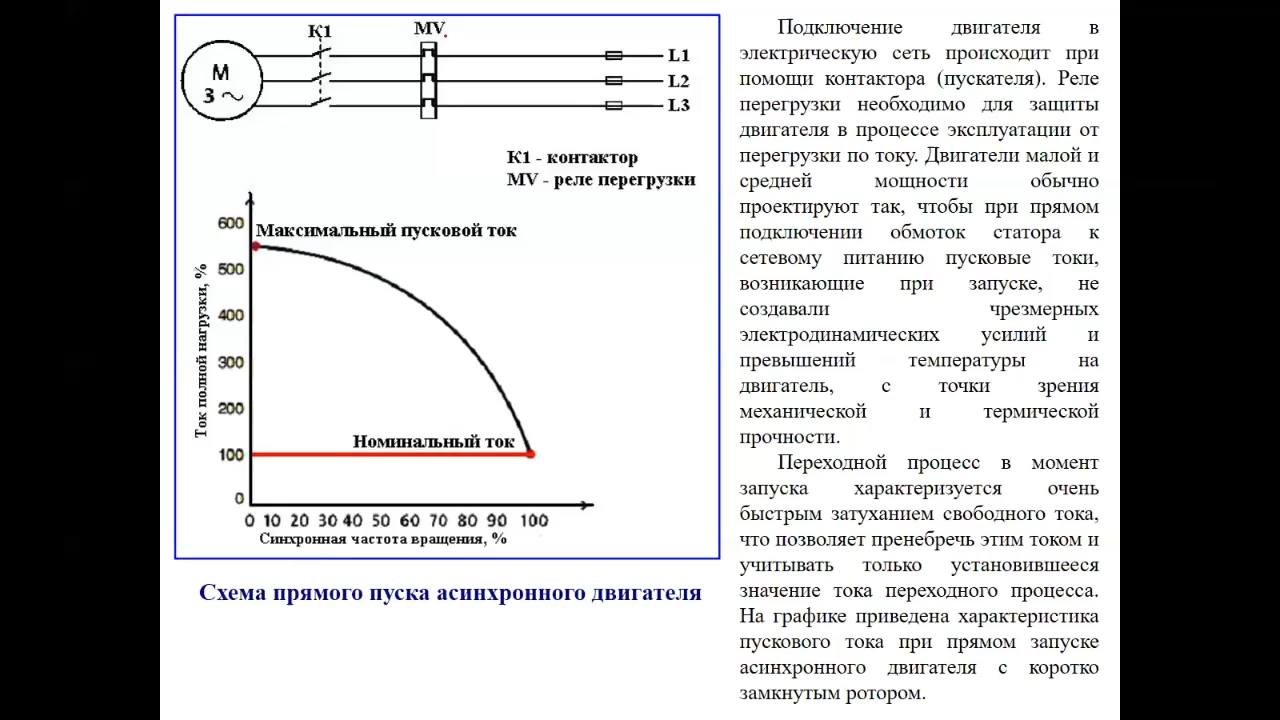 K1
MV
M
3 ~
L1
L2
L3
K1 - контактор
MV - реле перегрузки
600
Максимальный пусковой ток
500
400
300
200
Номинальный ток
100
0
Ток полной нагрузки, %
0 10 20 30 40 50 60 70 80 90 100
Синхронная частота вращения, %
Схема прямого пуска асинхронного двигателя
Подключение двигателя в
электрическую сеть происходит при
помощи контактора (пускателя). Реле
перегрузки необходимо для защиты
двигателя в процессе эксплуатации от
перегрузки по току. Двигатели малой и
средней мощности обычно
проектируют так, чтобы при прямом
подключении обмоток статора к
сетевому питанию пусковые токи,
возникающие при запуске, не
создавали чрезмерных
электродинамических усилий и
превышений температуры на
двигатель, с точки зрения
механической и термической
прочности.
Переходной процесс в момент
запуска характеризуется очень
быстрым затуханием свободного тока,
что позволяет пренебречь этим током и
учитывать только установившееся
значение тока переходного процесса.
На графике приведена характеристика
пускового тока при прямом запуске
асинхронного двигателя с коротко
замкнутым ротором.